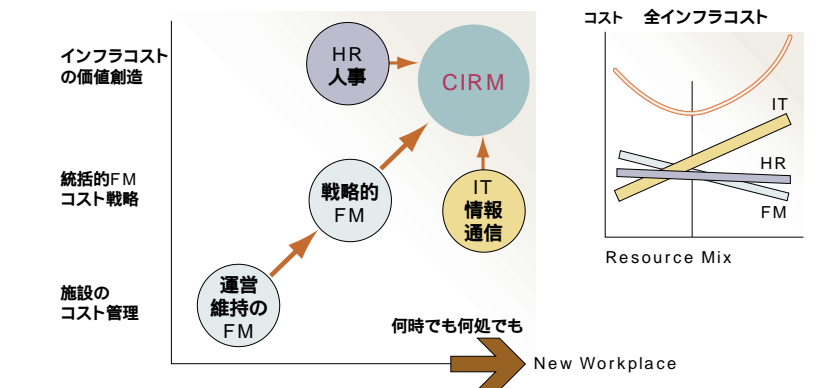 インフラコスト
の価値創造
統括的FM
コスト戦略
施設の
コスト管理
HR
人事
CIRM
戦略的
FM
IT
情報
通信
運営
維持の
FM
何時でも何処でも
New Workplace
コスト 全インフラコスト
IT
HR
FM
Resource Mix